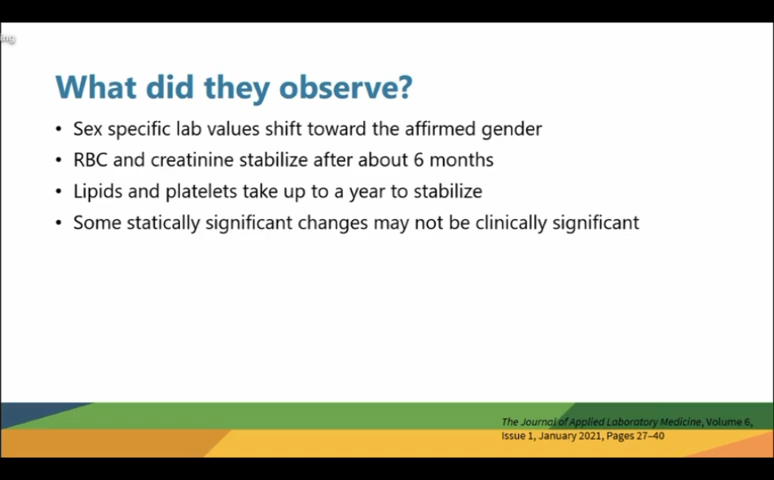 ing
What did they observe?
• Sex specific lab values shift toward the affirmed gender
• RBC and creatinine stabilize after about 6 months
• Lipids and platelets take up to a year to stabilize
• Some statically significant changes may not be clinically significant
The Journal of Applied Laboratory Medicine, Volume 6,
Issue 1, January 2021, Pages 27–40